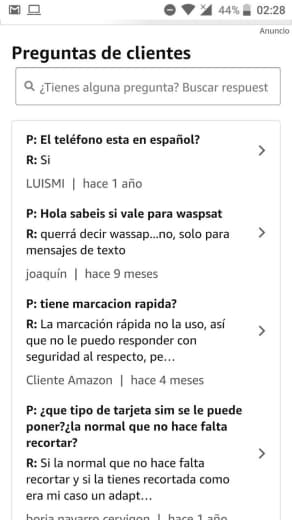 44% 02:28
Anuncio
Preguntas de clientes
¿Tienes alguna pregunta? Buscar respuest
P: El teléfono esta en español?
R: Si
LUISMI | hace 1 año
P: Hola sabeis si vale para waspsat
R: querrá decir wassap...no, solo para
mensajes de texto
joaquín | hace 9 meses
P: tiene marcacion rapida?
R: La marcación rápida no la uso, así
que no le puedo responder con
seguridad al respecto, pe...
Cliente Amazon | hace 4 meses
P: ¿que tipo de tarjeta sim se le puede
poner?¿la normal que no hace falta
recortar?
R: Si la normal que no hace falta
recortar y si la tienes recortada como
era mi caso un adapt...
borja navarro cervigon | hace 1 año